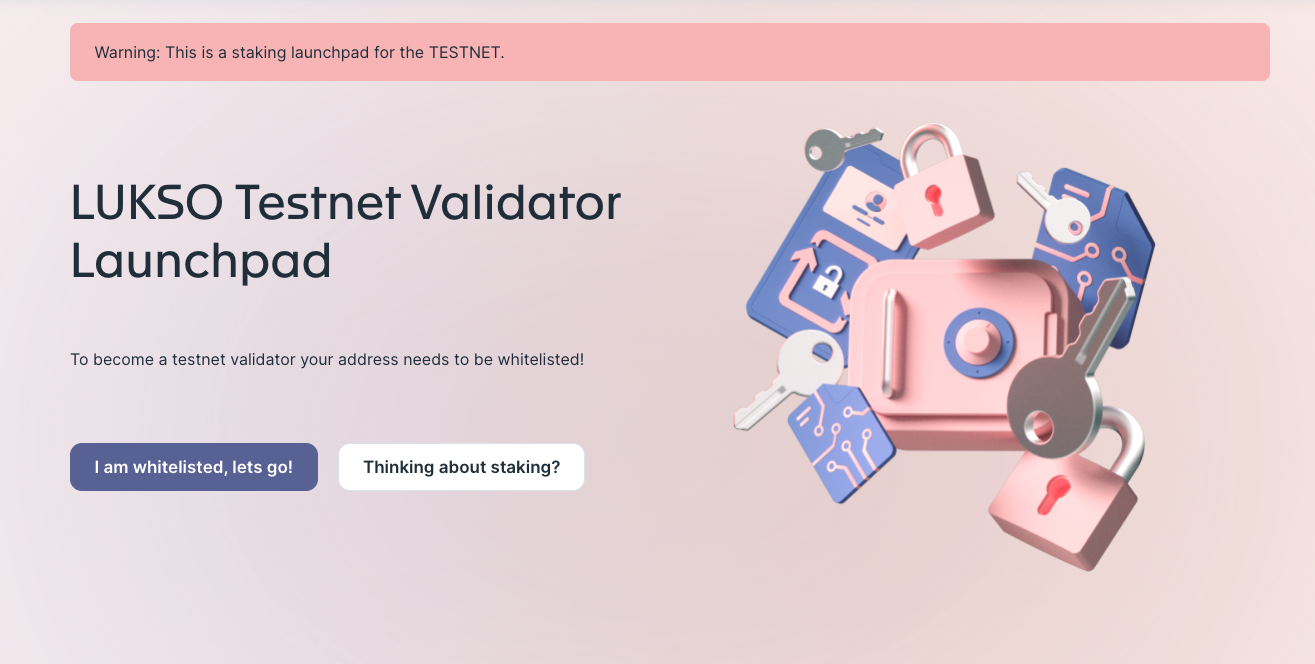 Warning: This is a staking launchpad for the TESTNET.
LUKSO Testnet Validator
Launchpad
To become a testnet validator your address needs to be whitelisted!
I am whitelisted, lets go!
Thinking about staking?